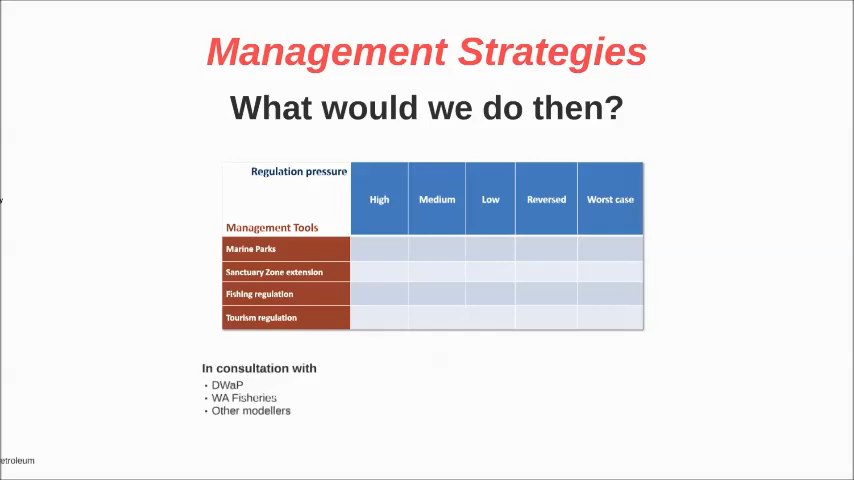 Management Strategies
What would we do then?
Regulation pressure
Management Tools
High Medium Low Reversed Worst case
Marine Parks
Sanctuary Zone extension
Fishing regulation
Tourism regulation
In consultation with
• DWaP
• WA Fisheries
• Other modellers
y
etroleum